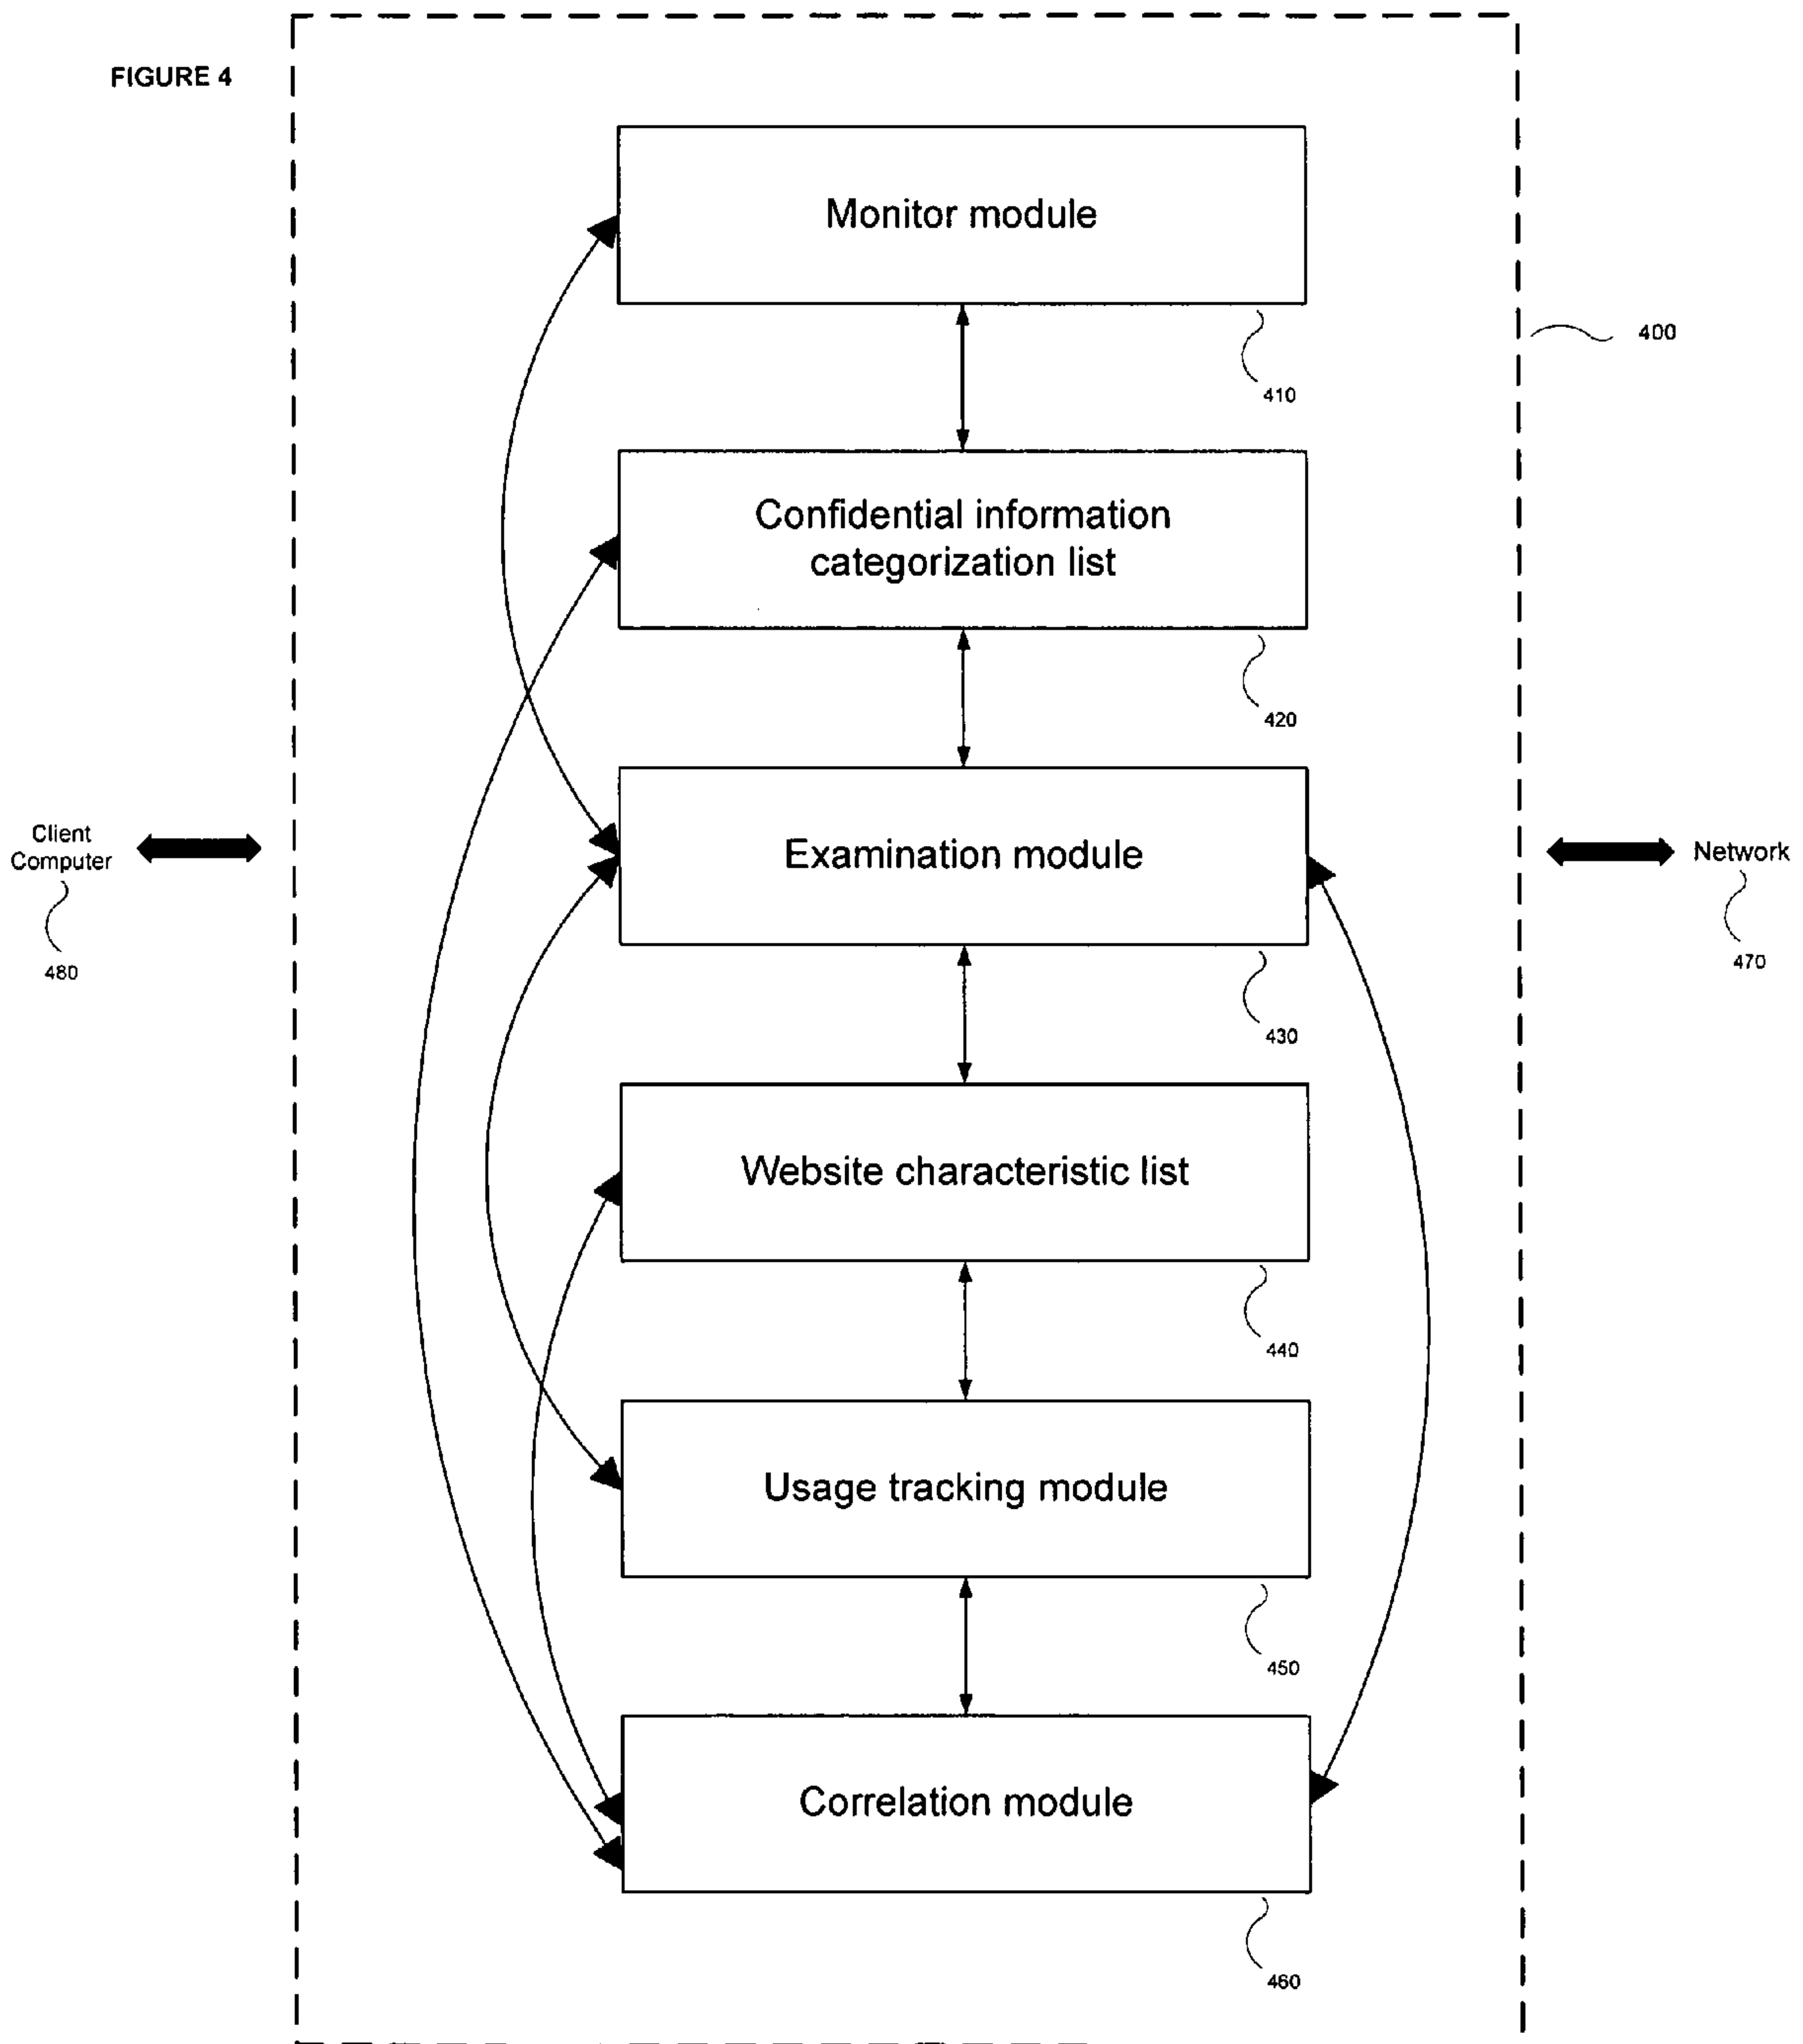 FIGURE 4
Monitor module
400
410
Confidential information
categorization list
420
Client
Computer
Examination module
Network
480
470
430
Website characteristic list
440
Usage tracking module
450
Correlation module
460